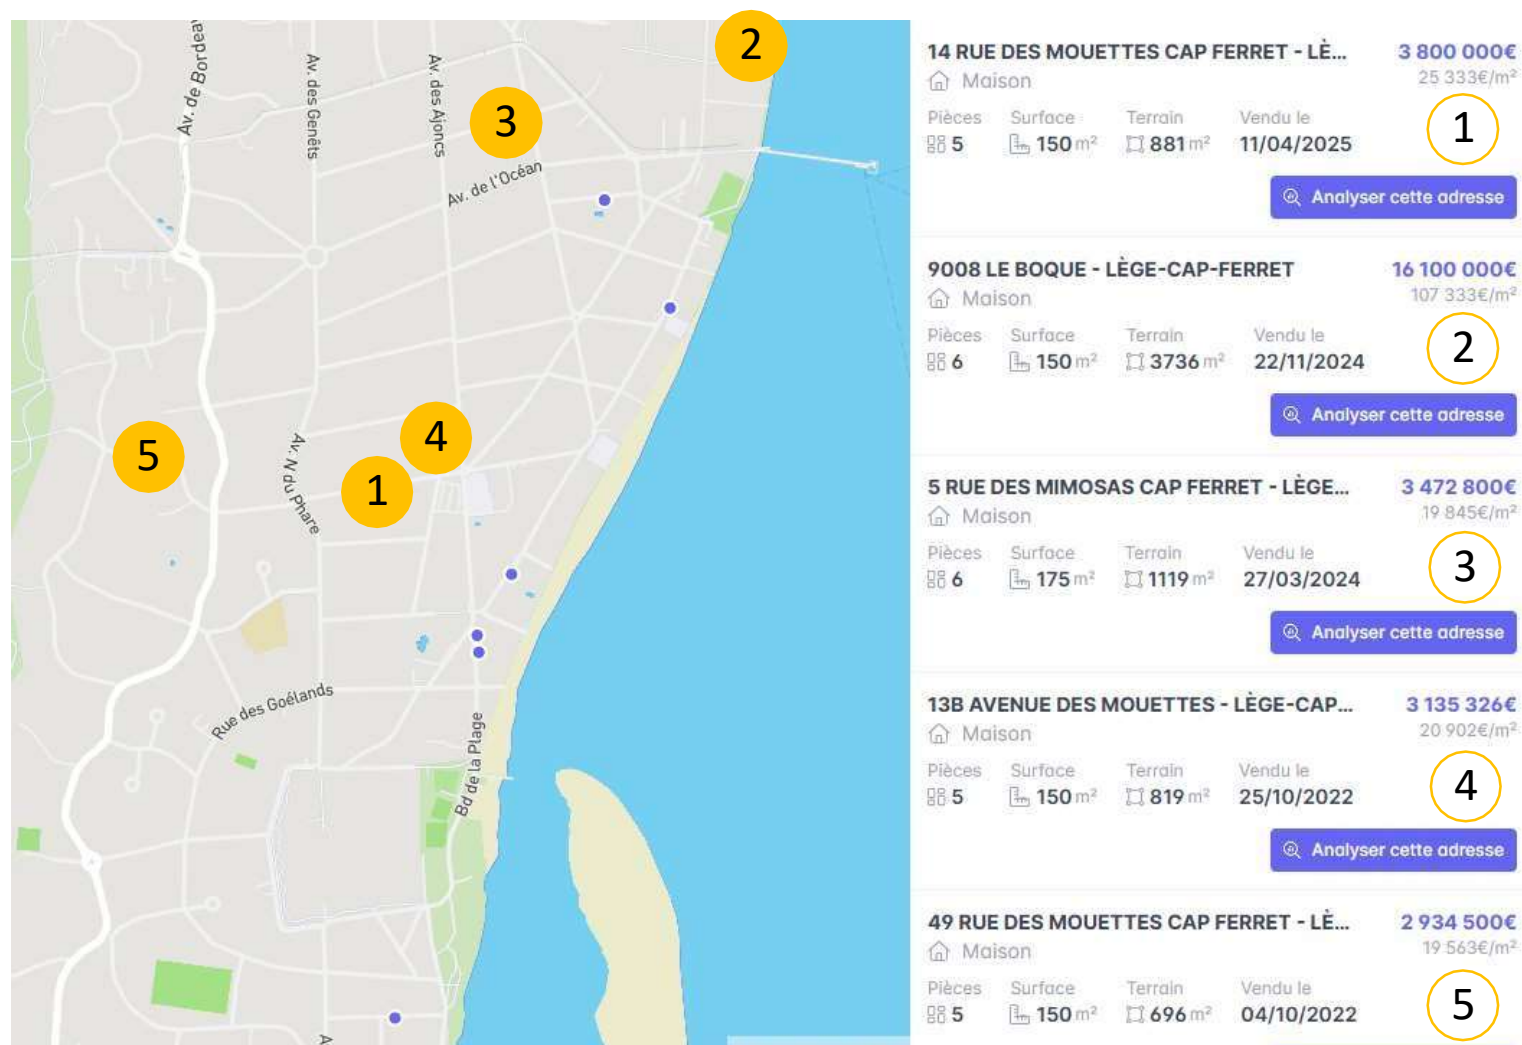 Av. de Bordea
Av. des Genêts
Av. des Ajoncs
2
3
Av. de l'Océan
4
5
1
Av. N du Phare
Rue des Goélands
Bd de la Plage
A
14 RUE DES MOUETTES CAP FERRET - LÈ... 3 800 000€
Maison 25 333€/m²
Pièces Surface Terrain Vendu le
5 150 m² 881 m² 11/04/2025
1
Analyser cette adresse
9008 LE BOQUE - LÈGE-CAP-FERRET 16 100 000€
Maison 107 333€/m²
Pièces Surface Terrain Vendu le
6 150 m² 3736 m² 22/11/2024
2
Analyser cette adresse
5 RUE DES MIMOSAS CAP FERRET - LÈGE... 3 472 800€
Maison 19 845€/m²
Pièces Surface Terrain Vendu le
6 175 m² 1119 m² 27/03/2024
3
Analyser cette adresse
13B AVENUE DES MOUETTES - LÈGE-CAP... 3 135 326€
Maison 20 902€/m²
Pièces Surface Terrain Vendu le
5 150 m² 819 m² 25/10/2022
4
Analyser cette adresse
49 RUE DES MOUETTES CAP FERRET - LÈ... 2 934 500€
Maison 19 563€/m²
Pièces Surface Terrain Vendu le
5 150 m² 696 m² 04/10/2022
5